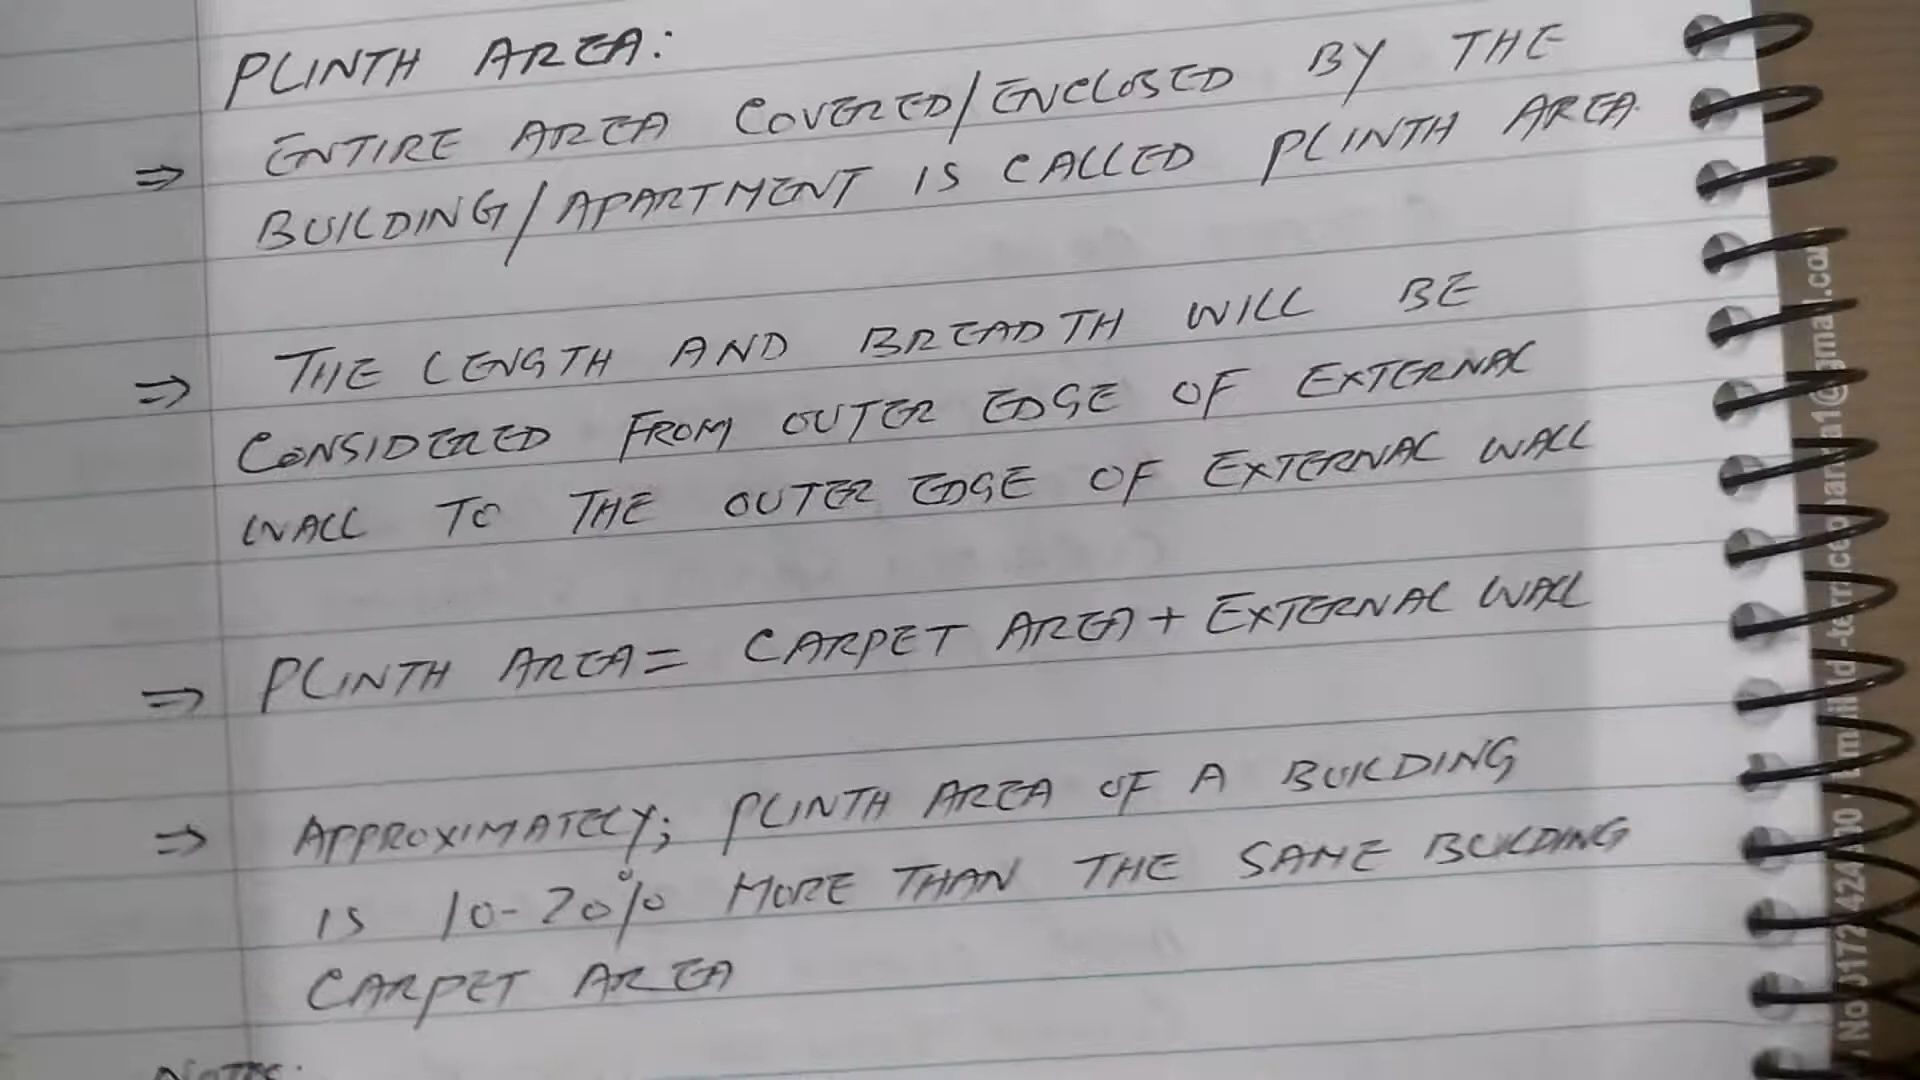 PLINTH AREA:
⇒ ENTIRE AREA COVERED/ENCLOSED BY THE
BUILDING/APARTMENT IS CALLED PLINTH AREA.
⇒ THE LENGTH AND BREADTH WILL BE
CONSIDERED FROM OUTER EDGE OF EXTERNAL
WALL TO THE OUTER EDGE OF EXTERNAL WALL
⇒ PLINTH AREA = CARPET AREA + EXTERNAL WALL
⇒ APPROXIMATELY; PLINTH AREA OF A BUILDING
IS 10-20% MORE THAN THE SAME BUILDING
CARPET AREA
NOTES: